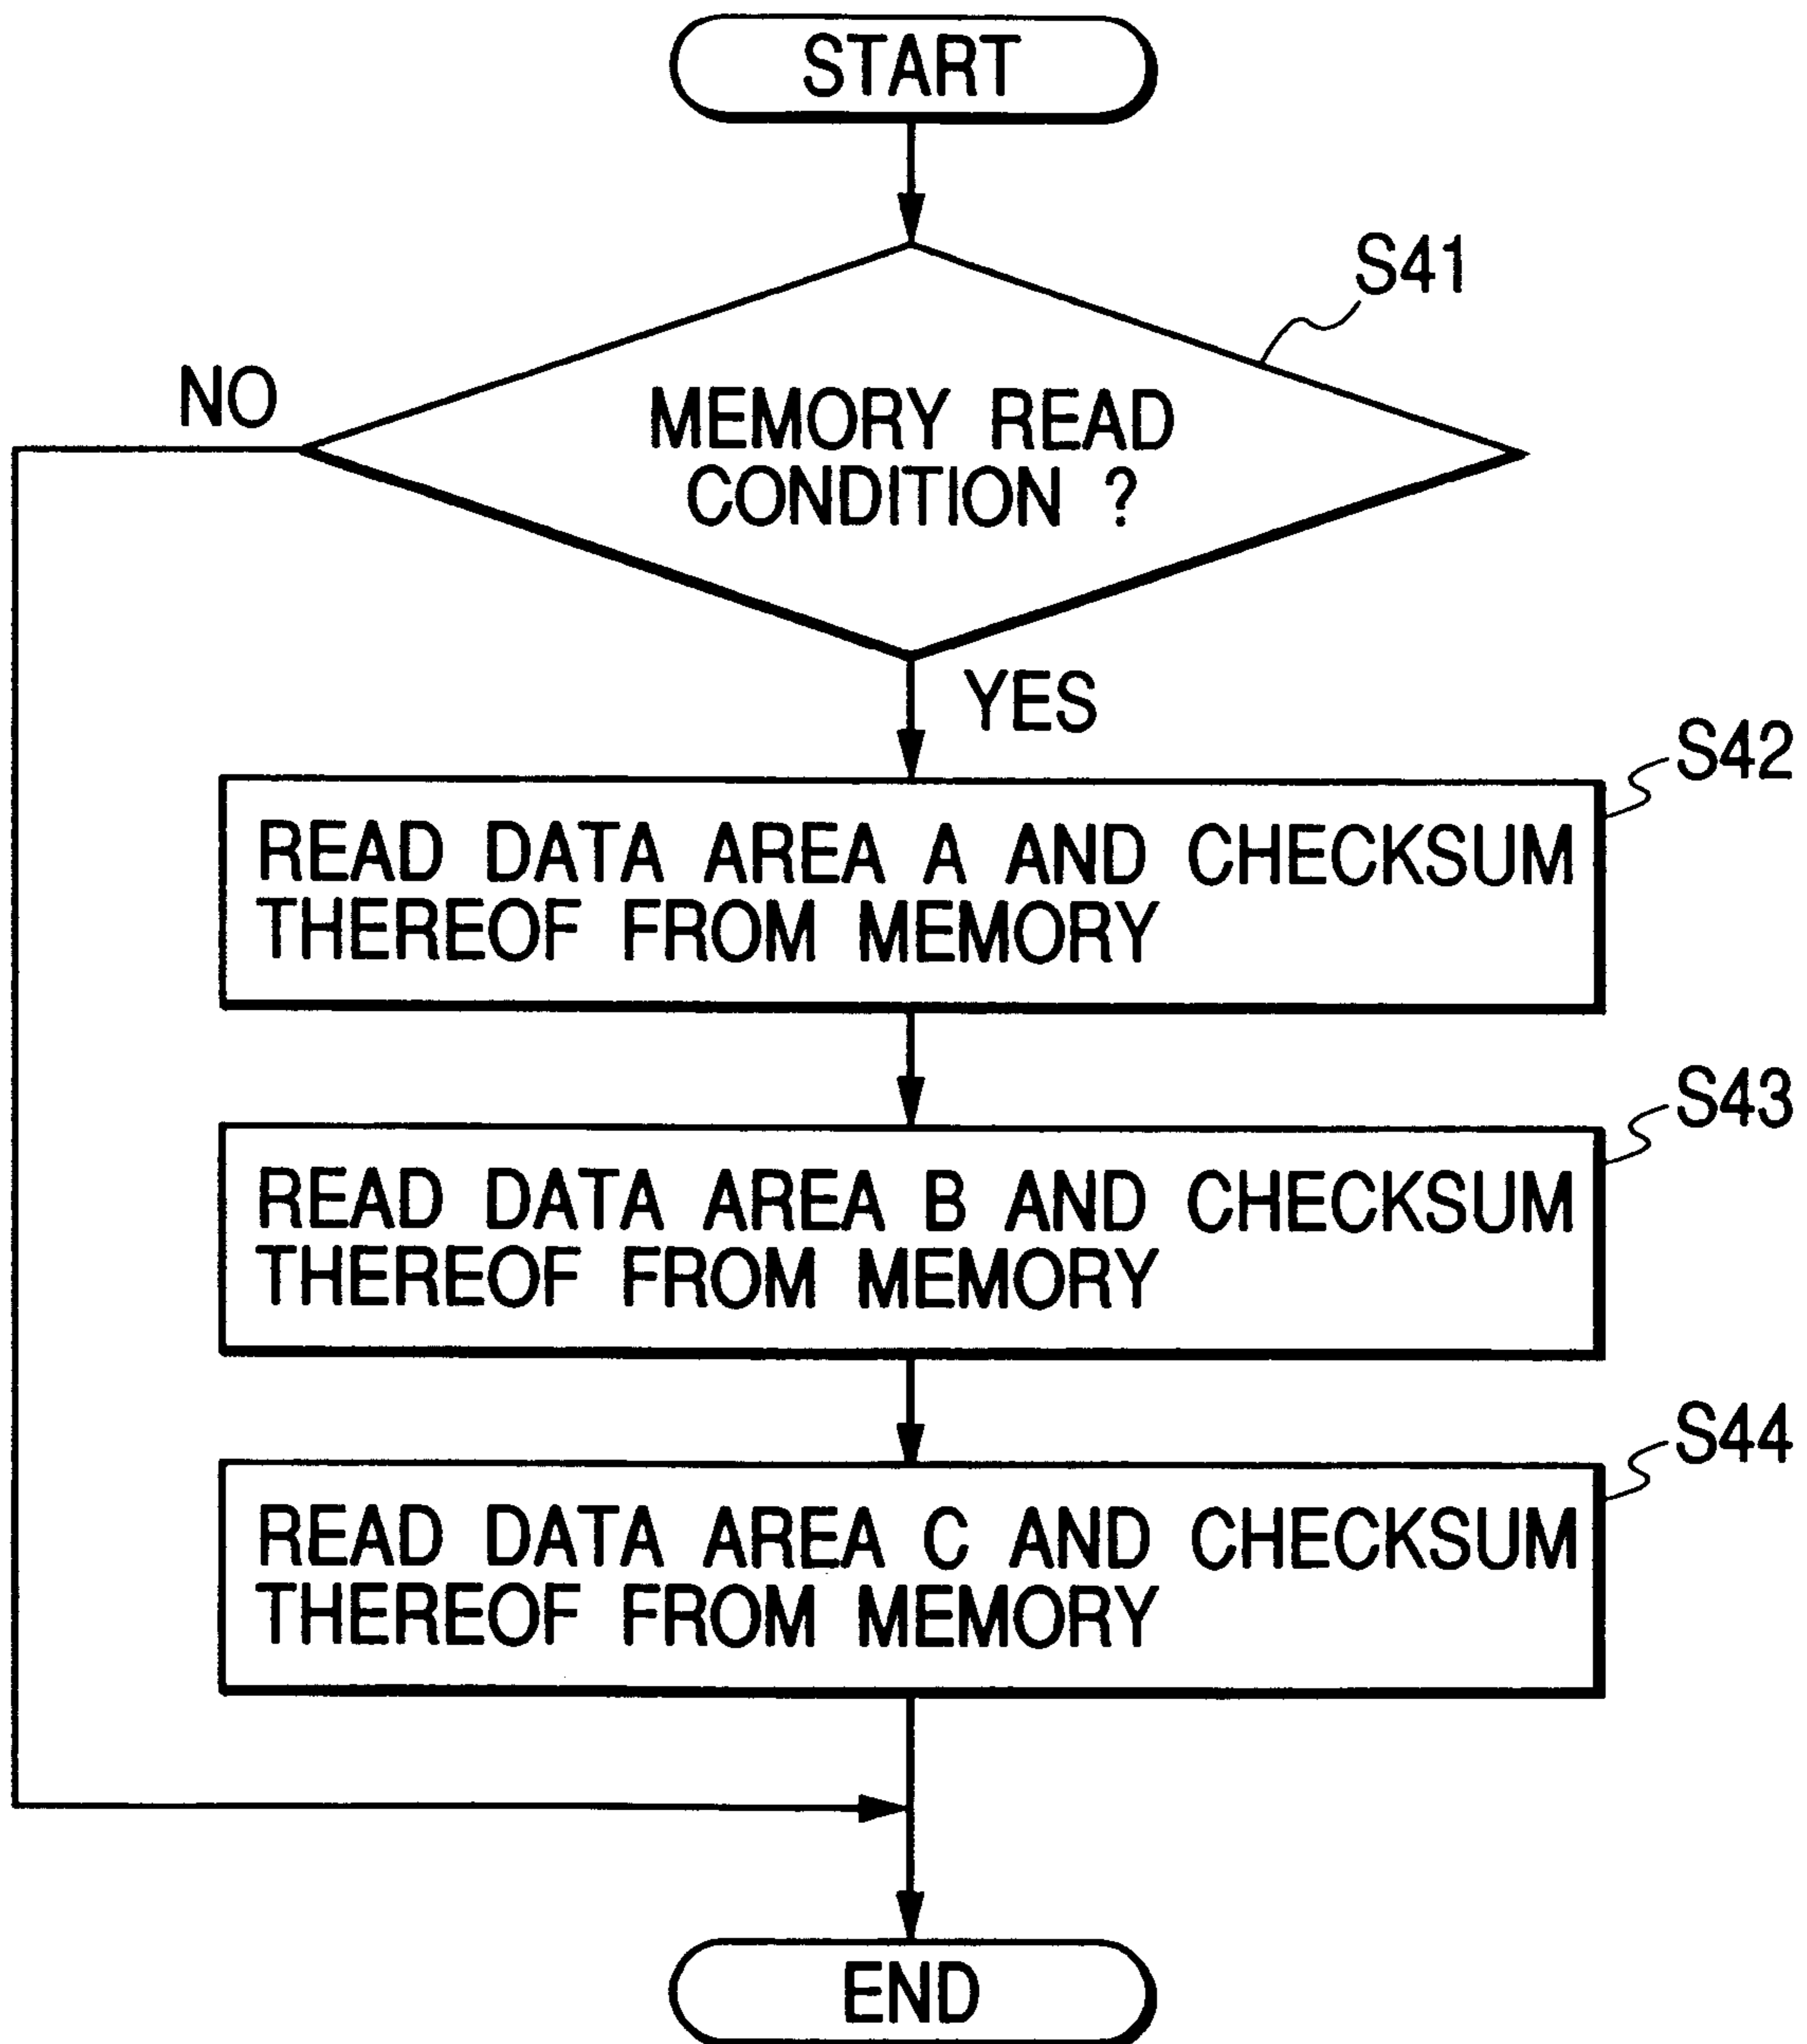 START
S41
NO
MEMORY READ
CONDITION ?
YES
S42
READ DATA AREA A AND CHECKSUM
THEREOF FROM MEMORY
S43
READ DATA AREA B AND CHECKSUM
THEREOF FROM MEMORY
S44
READ DATA AREA C AND CHECKSUM
THEREOF FROM MEMORY
END